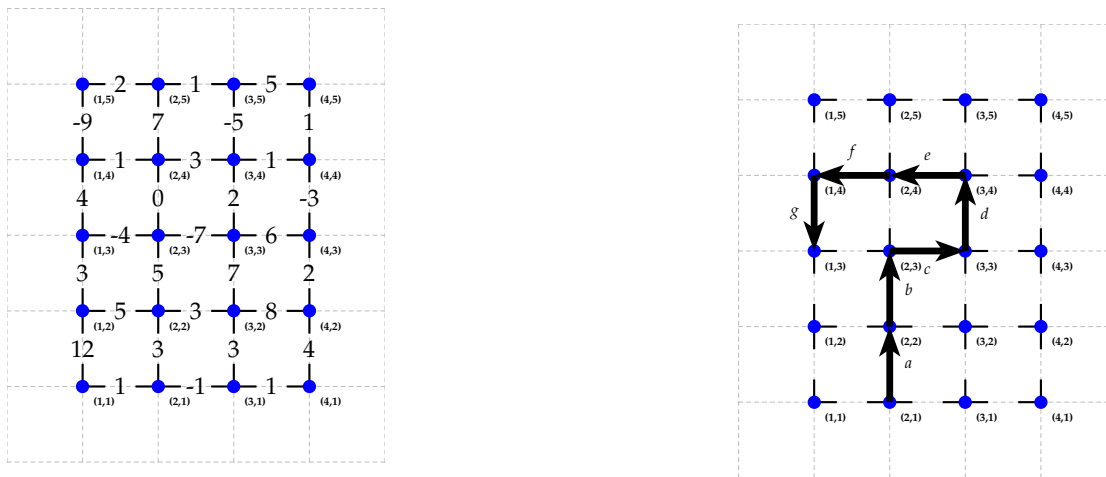 2 1 5
(1,5) (2,5) (3,5) (4,5)
-9 7 -5 1
1 3 1
(1,4) (2,4) (3,4) (4,4)
4 0 2 -3
-4 -7 6
(1,3) (2,3) (3,3) (4,3)
3 5 7 2
5 3 8
(1,2) (2,2) (3,2) (4,2)
12 3 3 4
1 -1 1
(1,1) (2,1) (3,1) (4,1)
(1,5) (2,5) (3,5) (4,5)
f e
(1,4) (2,4) (3,4) (4,4)
g d
(1,3) (2,3) c (3,3) (4,3)
b
(1,2) (2,2) (3,2) (4,2)
a
(1,1) (2,1) (3,1) (4,1)